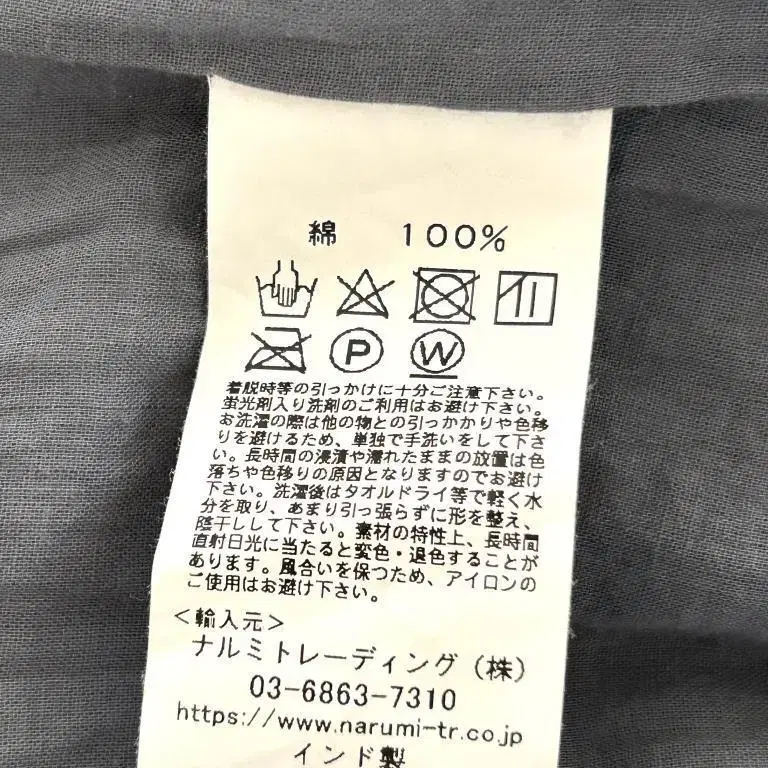 綿 100%
P W
着脱時等の引っかけに十分ご注意下さい。
蛍光剤入り洗剤のご利用はお避け下さい。
お洗濯の際は他の物との引っかかりや色移
りを避けるため、単独で手洗いをして下さ
い。長時間の浸漬や濡れたままの放置は色
落ちや色移りの原因となりますのでお避け
下さい。洗濯後はタオルドライ等で軽く水
分を取り、あまり引っ張らずに形を整え、
陰干しして下さい。素材の特性上、長時間
直射日光に当たると変色・退色することが
あります。風合いを保つため、アイロンの
ご使用はお避け下さい。
<輸入元>
ナルミトレーディング(株)
03-6863-7310
https://www.narumi-tr.co.jp
インド製